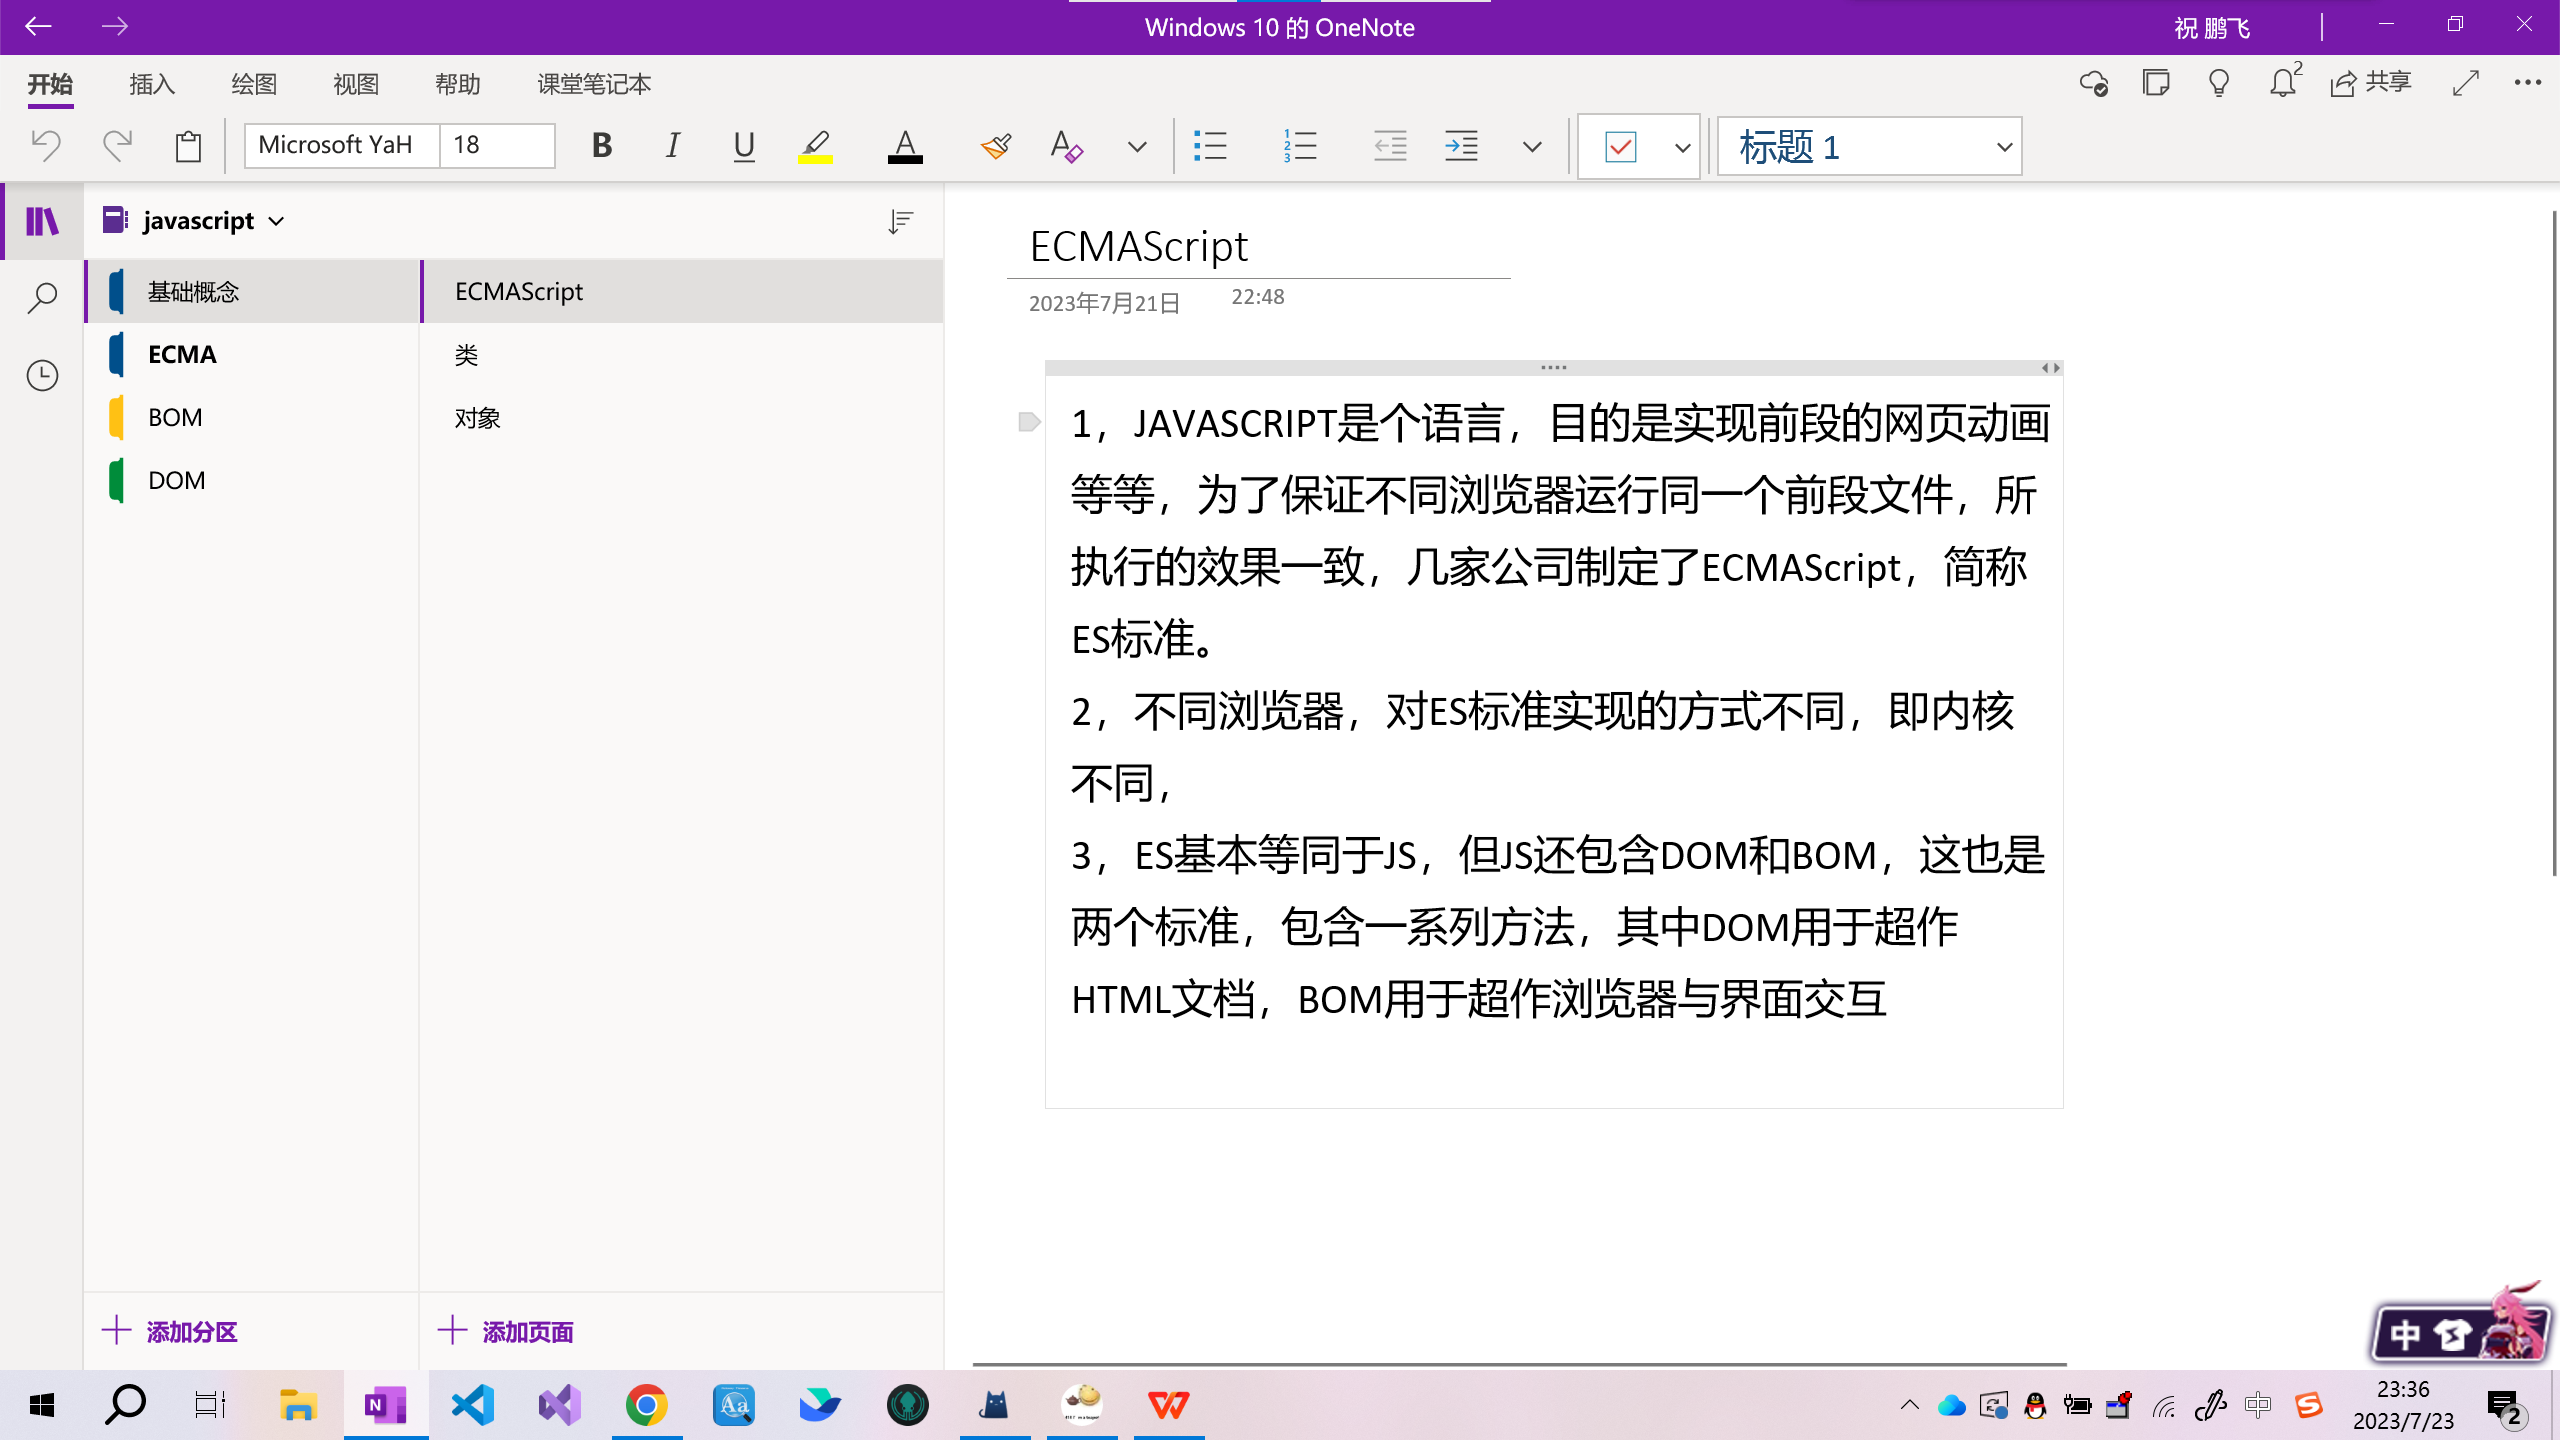 Windows 10 的 OneNote
祝 鹏飞
开始 插入 绘图 视图 帮助 课堂笔记本
2 共享
Microsoft YaH 18 B I U A A 标题 1
javascript
基础概念
ECMA
BOM
DOM
ECMAScript
类
对象
ECMAScript
2023年7月21日 22:48
1，JAVASCRIPT是个语言，目的是实现前段的网页动画
等等，为了保证不同浏览器运行同一个前段文件，所
执行的效果一致，几家公司制定了ECMAScript，简称
ES标准。
2，不同浏览器，对ES标准实现的方式不同，即内核
不同，
3，ES基本等同于JS，但JS还包含DOM和BOM，这也是
两个标准，包含一系列方法，其中DOM用于超作
HTML文档，BOM用于超作浏览器与界面交互
添加分区
添加页面
中
中
23:36
2023/7/23
2